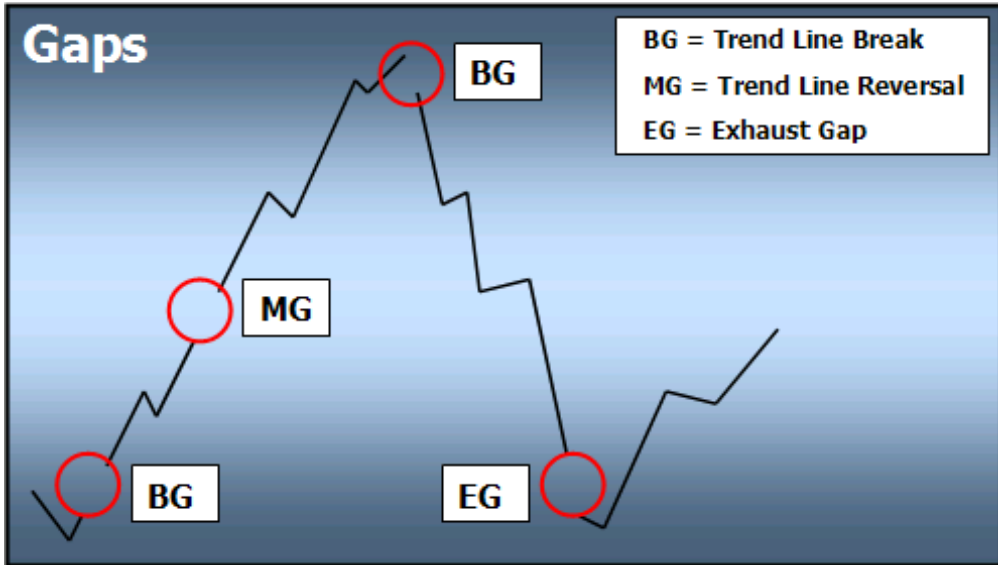 Gaps
BG
BG = Trend Line Break
MG = Trend Line Reversal
EG = Exhaust Gap
MG
BG
EG